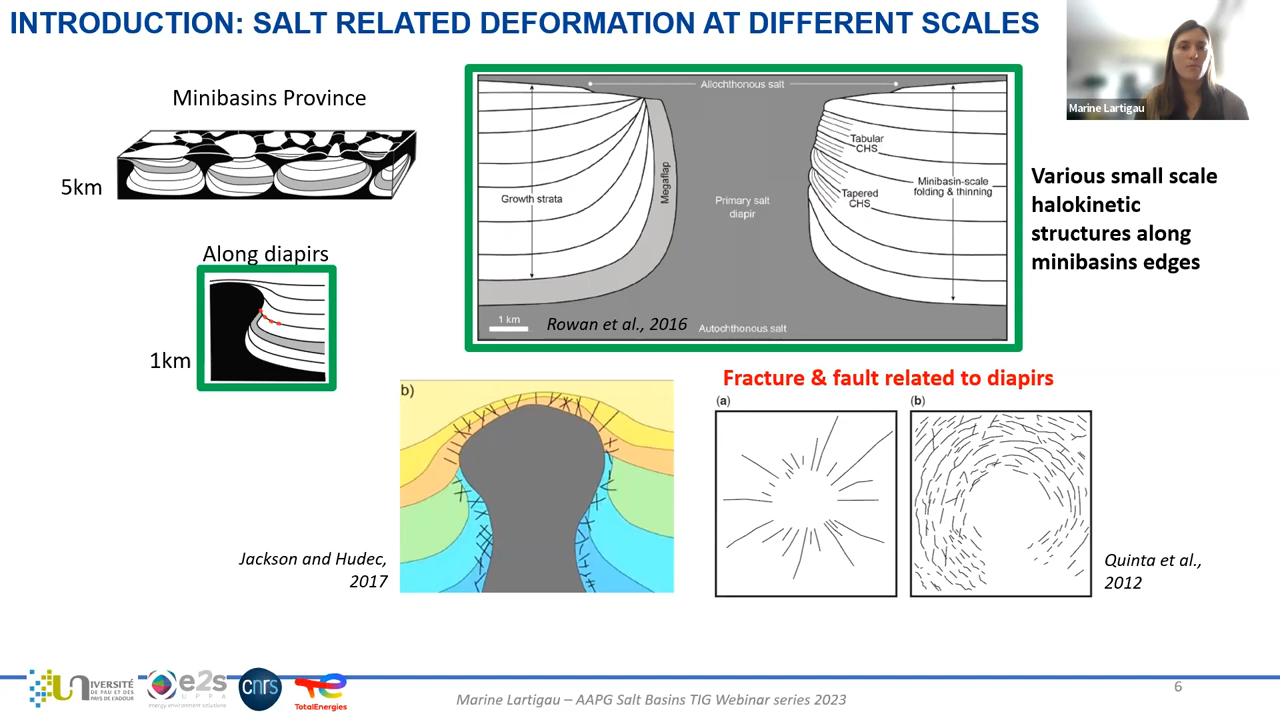 INTRODUCTION: SALT RELATED DEFORMATION AT DIFFERENT SCALES
Marine Lartigau
Minibasins Province
5km
Along diapirs
1km
Allochthonous salt
Growth strata
Megaflap
Primary salt
diapir
Tabular
CHS
Tapered
CHS
Minibasin-scale
folding & thinning
1 km
Rowan et al., 2016
Autochthonous salt
Various small scale
halokinetic
structures along
minibasins edges
b)
Jackson and Hudec,
2017
Fracture & fault related to diapirs
(a)
(b)
Quinta et al.,
2012
UNIVERSITÉ
DE PAU ET DES
PAYS DE L'ADOUR
e2s
UPPA
energy environment solutions
cnrs
TotalEnergies
Marine Lartigau – AAPG Salt Basins TIG Webinar series 2023
6